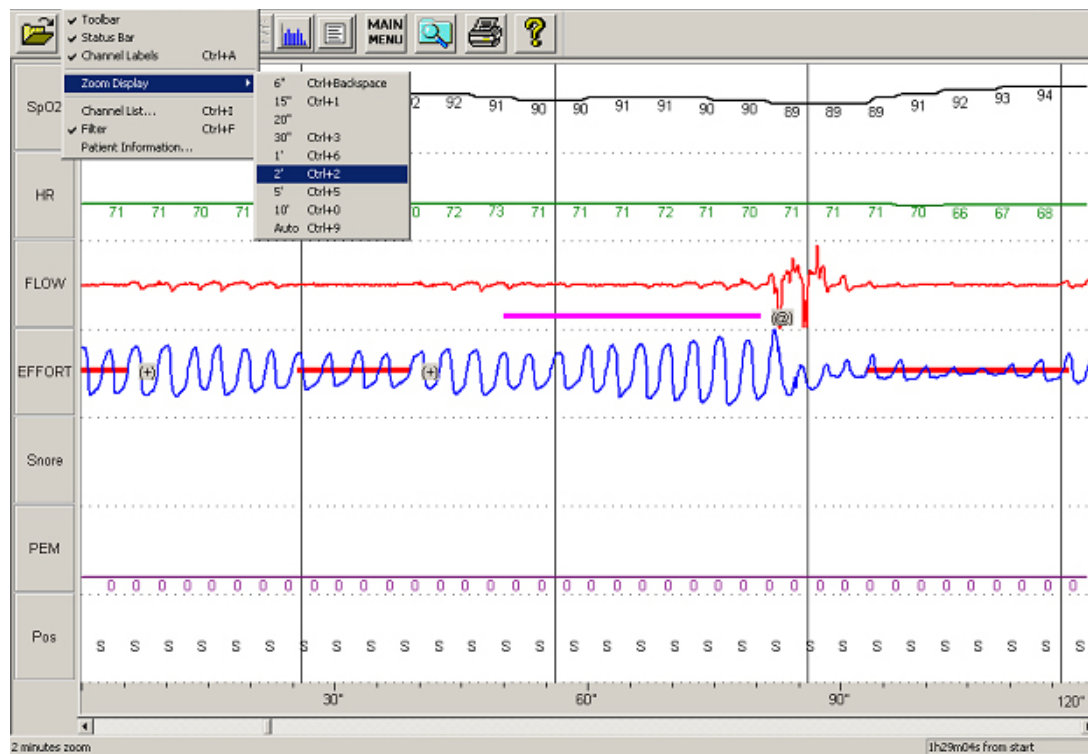 Toolbar
Status Bar
Channel Labels Ctrl+A
Zoom Display
Channel List... Ctrl+I
Filter Ctrl+F
Patient Information...
MAIN
MENU
6" Ctrl+Backspace
15" Ctrl+1
20"
30" Ctrl+3
1' Ctrl+6
2' Ctrl+2
5' Ctrl+5
10' Ctrl+0
Auto Ctrl+9
SpO2
92 91 90 90 91 91 90 90 89 89 89 91 92 93 94
HR
71 71 70 71 72 73 71 71 71 72 71 70 71 71 71 70 66 67 68
FLOW
(@)
EFFORT
(+) (+)
Snore
PEM
0 0 0 0 0 0 0 0 0 0 0 0 0 0 0 0 0 0 0 0 0 0 0 0 0 0 0 0 0 0 0 0 0 0 0 0 0 0 0
Pos
S S S S S S S S S S S S S S S S S S S S S S S S S S S S S S
30" 60" 90" 120"
2 minutes zoom
1h29m04s from start